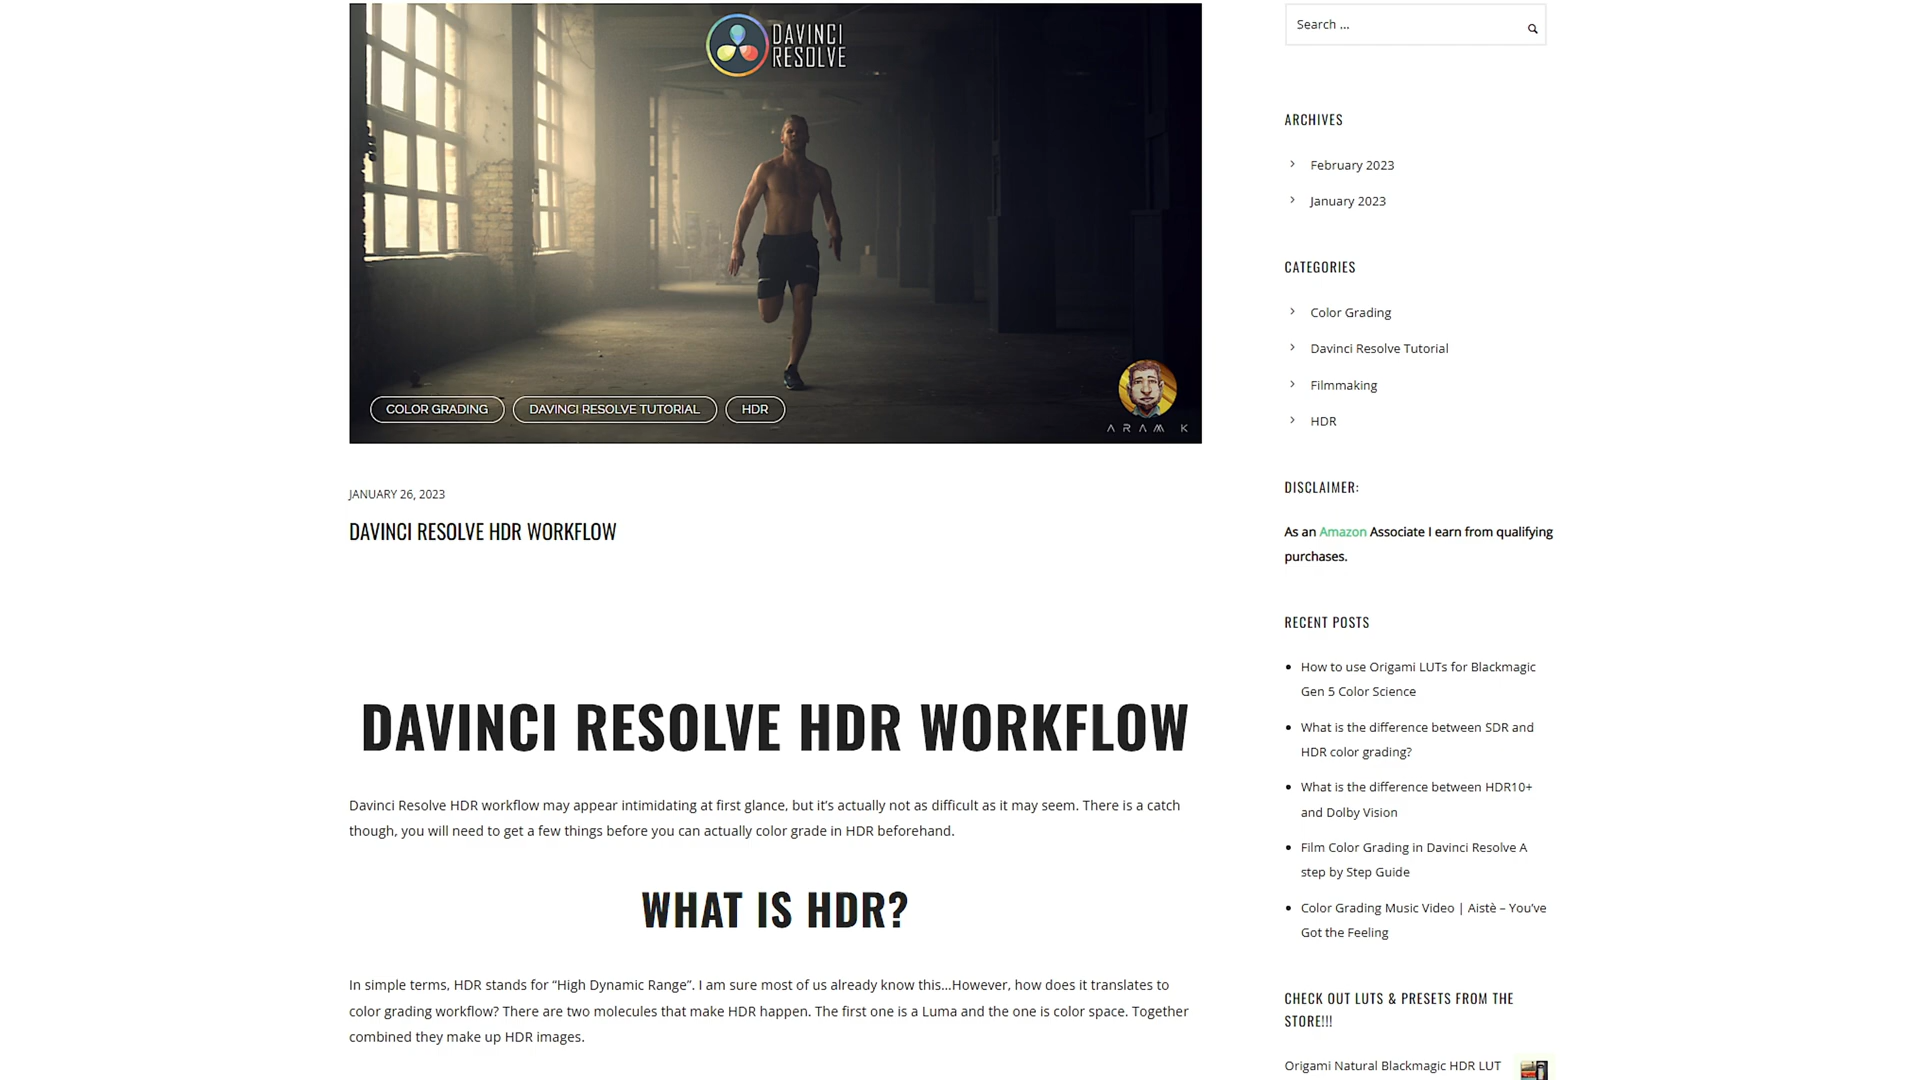 DAVINCI
RESOLVE
COLOR GRADING
DAVINCI RESOLVE TUTORIAL
HDR
ARAM K
JANUARY 26, 2023
DAVINCI RESOLVE HDR WORKFLOW
DAVINCI RESOLVE HDR WORKFLOW
Davinci Resolve HDR workflow may appear intimidating at first glance, but it’s actually not as difficult as it may seem. There is a catch
though, you will need to get a few things before you can actually color grade in HDR beforehand.
WHAT IS HDR?
In simple terms, HDR stands for “High Dynamic Range”. I am sure most of us already know this…However, how does it translates to
color grading workflow? There are two molecules that make HDR happen. The first one is a Luma and the one is color space. Together
combined they make up HDR images.
Search …
ARCHIVES
February 2023
January 2023
CATEGORIES
Color Grading
Davinci Resolve Tutorial
Filmmaking
HDR
DISCLAIMER:
As an Amazon Associate I earn from qualifying
purchases.
RECENT POSTS
How to use Origami LUTs for Blackmagic
Gen 5 Color Science
What is the difference between SDR and
HDR color grading?
What is the difference between HDR10+
and Dolby Vision
Film Color Grading in Davinci Resolve A
step by Step Guide
Color Grading Music Video | Aistè – You’ve
Got the Feeling
CHECK OUT LUTS & PRESETS FROM THE
STORE!!!
Origami Natural Blackmagic HDR LUT